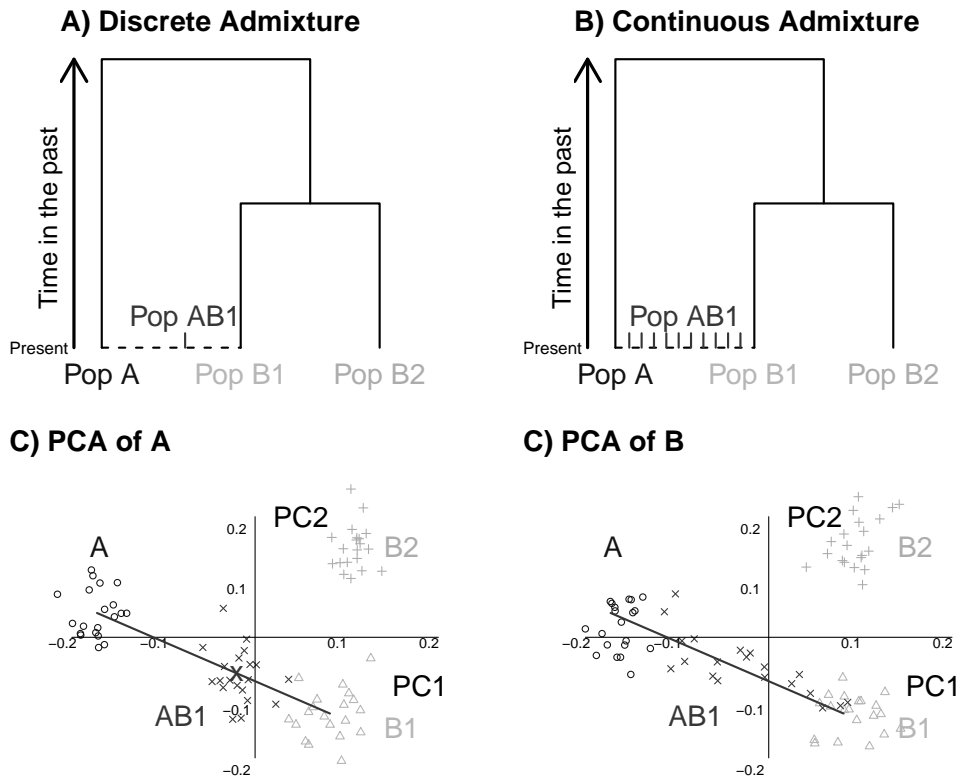 A) Discrete Admixture
Time in the past
Pop AB1
Present
Pop A
Pop B1
Pop B2
B) Continuous Admixture
Time in the past
Pop AB1
Present
Pop A
Pop B1
Pop B2
C) PCA of A
A
PC2
B2
0.2
0.1
−0.2
−0.1
0.1
0.2
X
PC1
AB1
−0.1
B1
−0.2
C) PCA of B
A
PC2
B2
0.2
0.1
−0.2
−0.1
0.1
0.2
PC1
AB1
−0.1
B1
−0.2